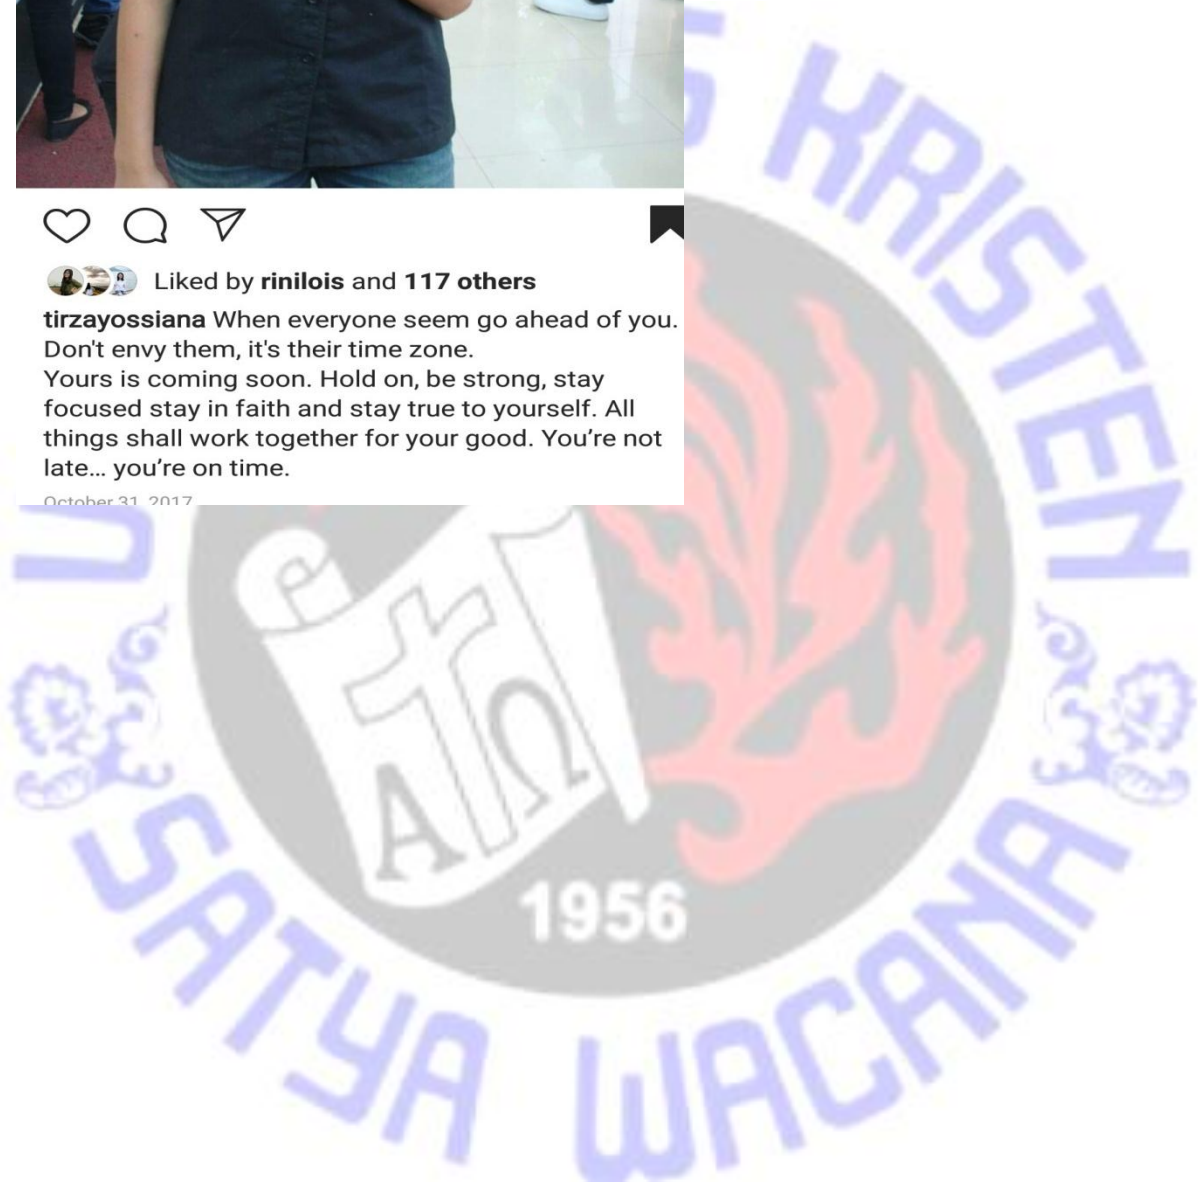 Liked by rinilois and 117 others
tirzayossiana When everyone seem go ahead of you.
Don't envy them, it's their time zone.
Yours is coming soon. Hold on, be strong, stay
focused stay in faith and stay true to yourself. All
things shall work together for your good. You’re not
late... you’re on time.
October 31, 2017
KRISTEN
Α Ω
1956
SATYA WACANA